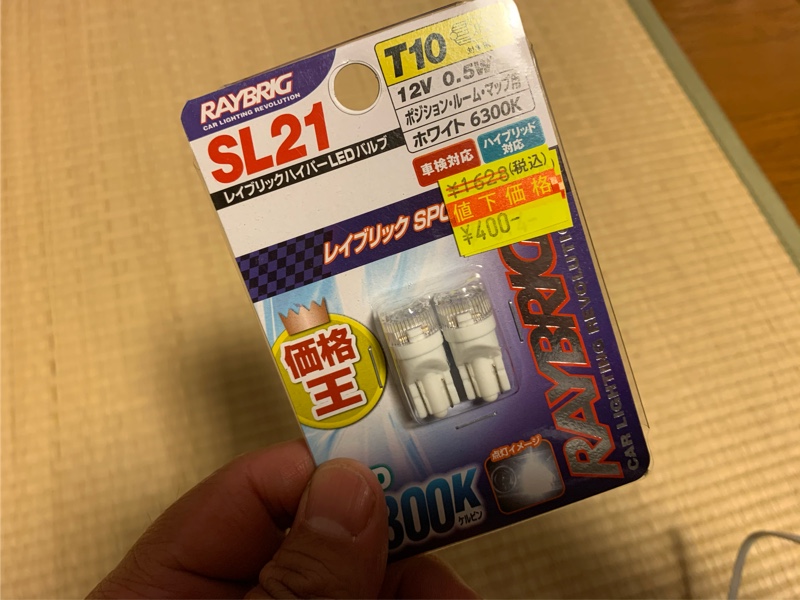 RAYBRIG
CAR LIGHTING REVOLUTION
SL21
レイブリックハイパーLEDバルブ
T10
12V 0.5W
ポジション・ルーム・マップ用
ホワイト 6300K
車検対応
ハイブリッド
対応
¥1628(税込)
値下価格
¥400-
レイブリック SPO
価格
王
RAYBRIG
CAR LIGHTING REVOLUTIO
点灯イメージ
300K
ケルビン